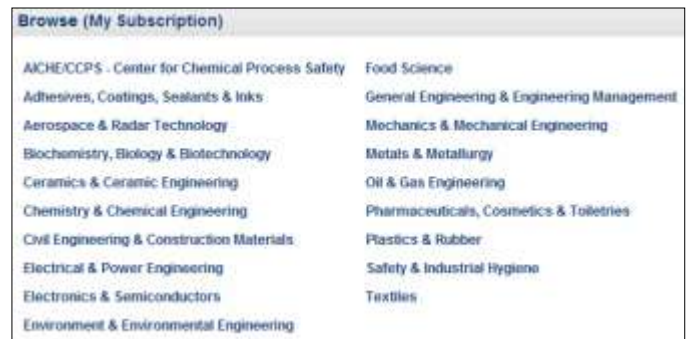 Browse (My Subscription)
AICHE/CCPS - Center for Chemical Process Safety
Adhesives, Coatings, Sealants & Inks
Aerospace & Radar Technology
Biochemistry, Biology & Biotechnology
Ceramics & Ceramic Engineering
Chemistry & Chemical Engineering
Civil Engineering & Construction Materials
Electrical & Power Engineering
Electronics & Semiconductors
Environment & Environmental Engineering
Food Science
General Engineering & Engineering Management
Mechanics & Mechanical Engineering
Metals & Metallurgy
Oil & Gas Engineering
Pharmaceuticals, Cosmetics & Toiletries
Plastics & Rubber
Safety & Industrial Hygiene
Textiles